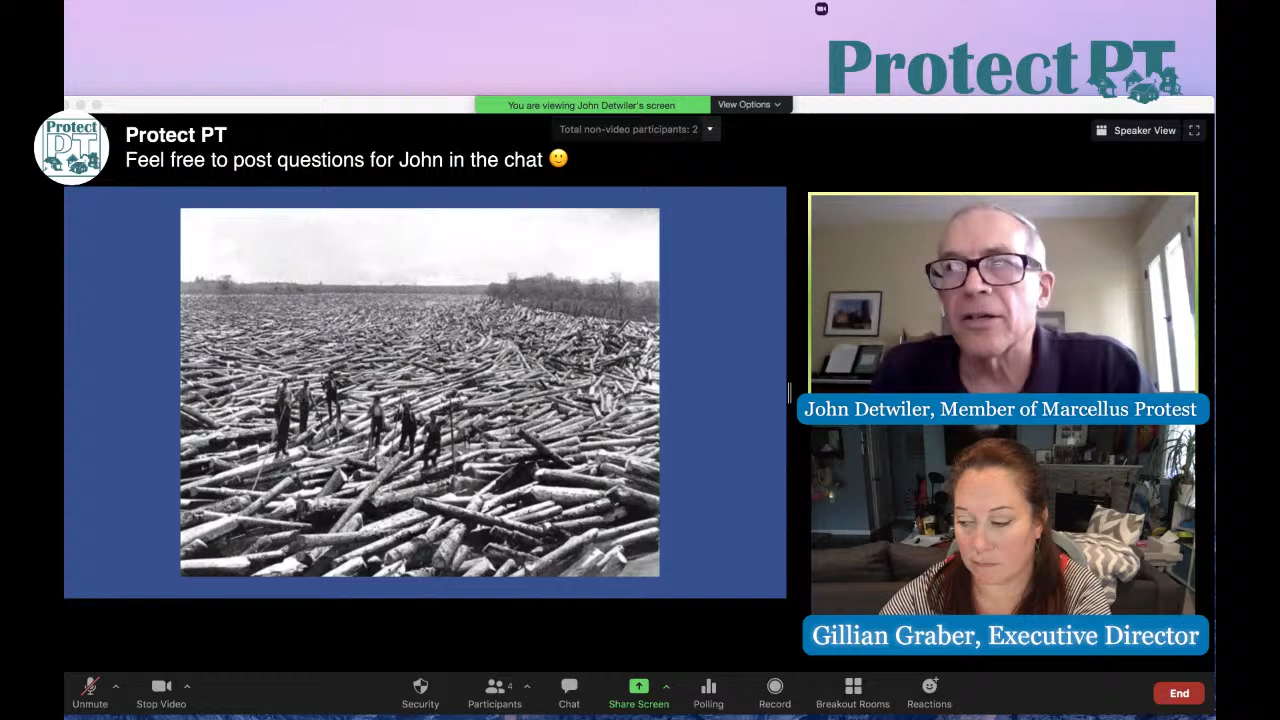 Protect PT
You are viewing John Detwiler's screen
View Options
Total non-video participants: 2
Speaker View
Protect PT
Protect PT
Feel free to post questions for John in the chat
John Detwiler, Member of Marcellus Protest
Gillian Graber, Executive Director
Unmute
Stop Video
Security
4
Participants
Chat
Share Screen
Polling
Record
Breakout Rooms
Reactions
End